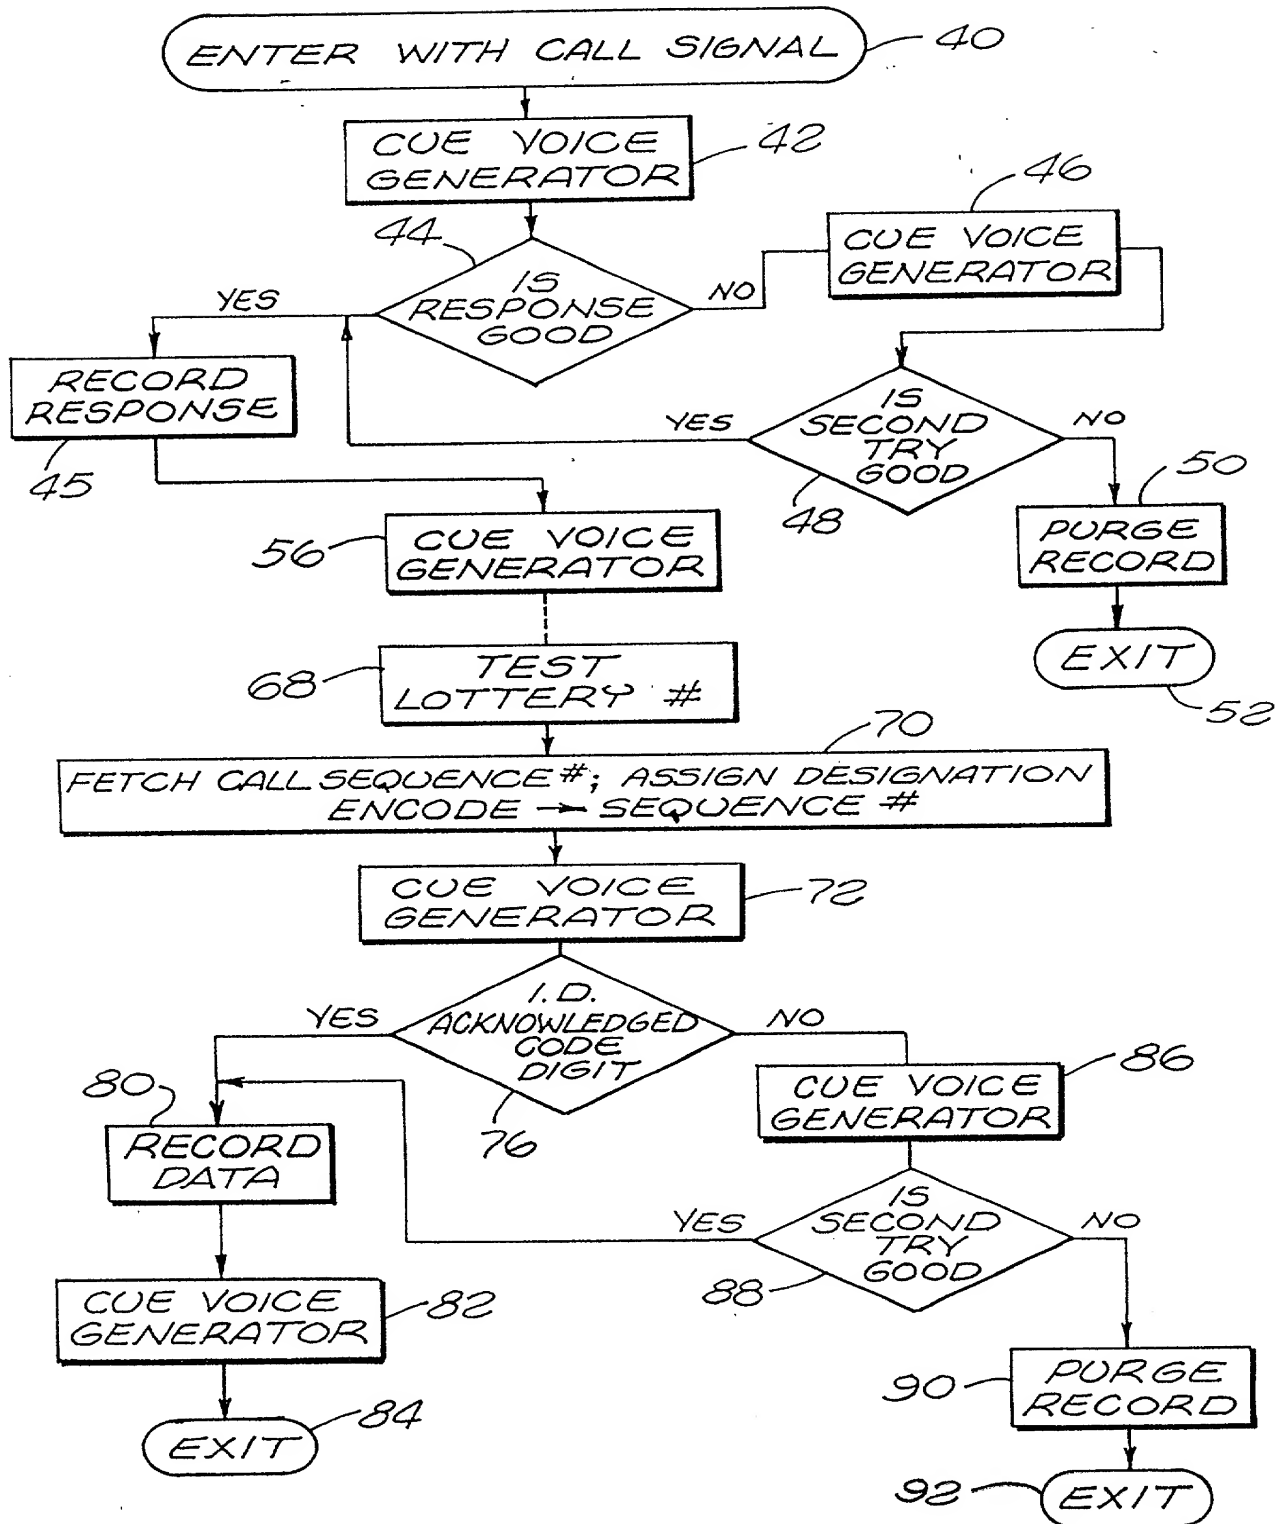 ENTER WITH CALL SIGNAL
40
CUE VOICE
GENERATOR
42
44
IS
RESPONSE
GOOD
YES
NO
46
CUE VOICE
GENERATOR
RECORD
RESPONSE
45
YES
IS
SECOND
TRY
GOOD
NO
48
50
PURGE
RECORD
EXIT
52
56
CUE VOICE
GENERATOR
68
TEST
LOTTERY #
70
FETCH CALL SEQUENCE #; ASSIGN DESIGNATION
ENCODE → SEQUENCE #
CUE VOICE
GENERATOR
72
YES
I.D.
ACKNOWLEDGED
CODE
DIGIT
NO
76
80
RECORD
DATA
86
CUE VOICE
GENERATOR
YES
IS
SECOND
TRY
GOOD
NO
88
CUE VOICE
GENERATOR
82
EXIT
84
90
PURGE
RECORD
92
EXIT